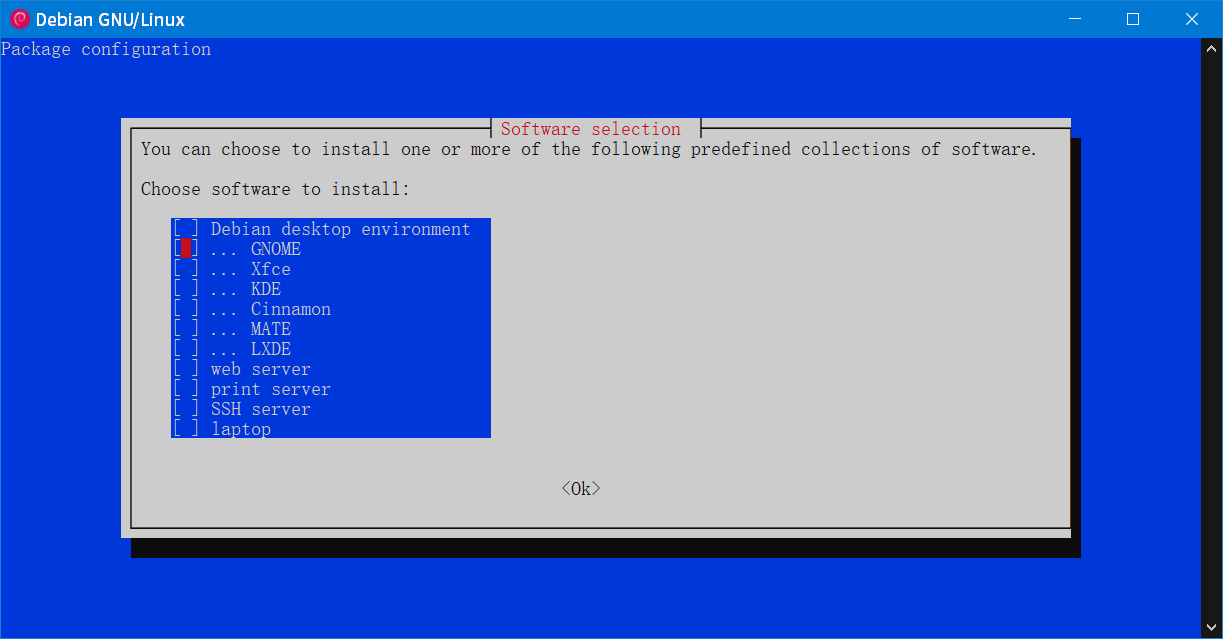 Debian GNU/Linux
Package configuration
Software selection
You can choose to install one or more of the following predefined collections of software.
Choose software to install:
[ ] Debian desktop environment
[ ] ... GNOME
[ ] ... Xfce
[ ] ... KDE
[ ] ... Cinnamon
[ ] ... MATE
[ ] ... LXDE
[ ] web server
[ ] print server
[ ] SSH server
[ ] laptop
<Ok>